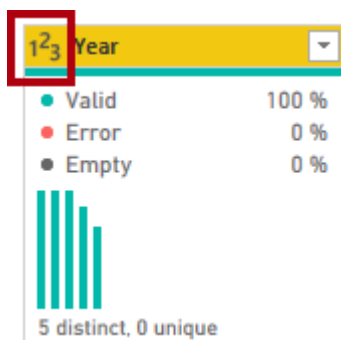 1²3 Year
Valid 100 %
Error 0 %
Empty 0 %
5 distinct, 0 unique